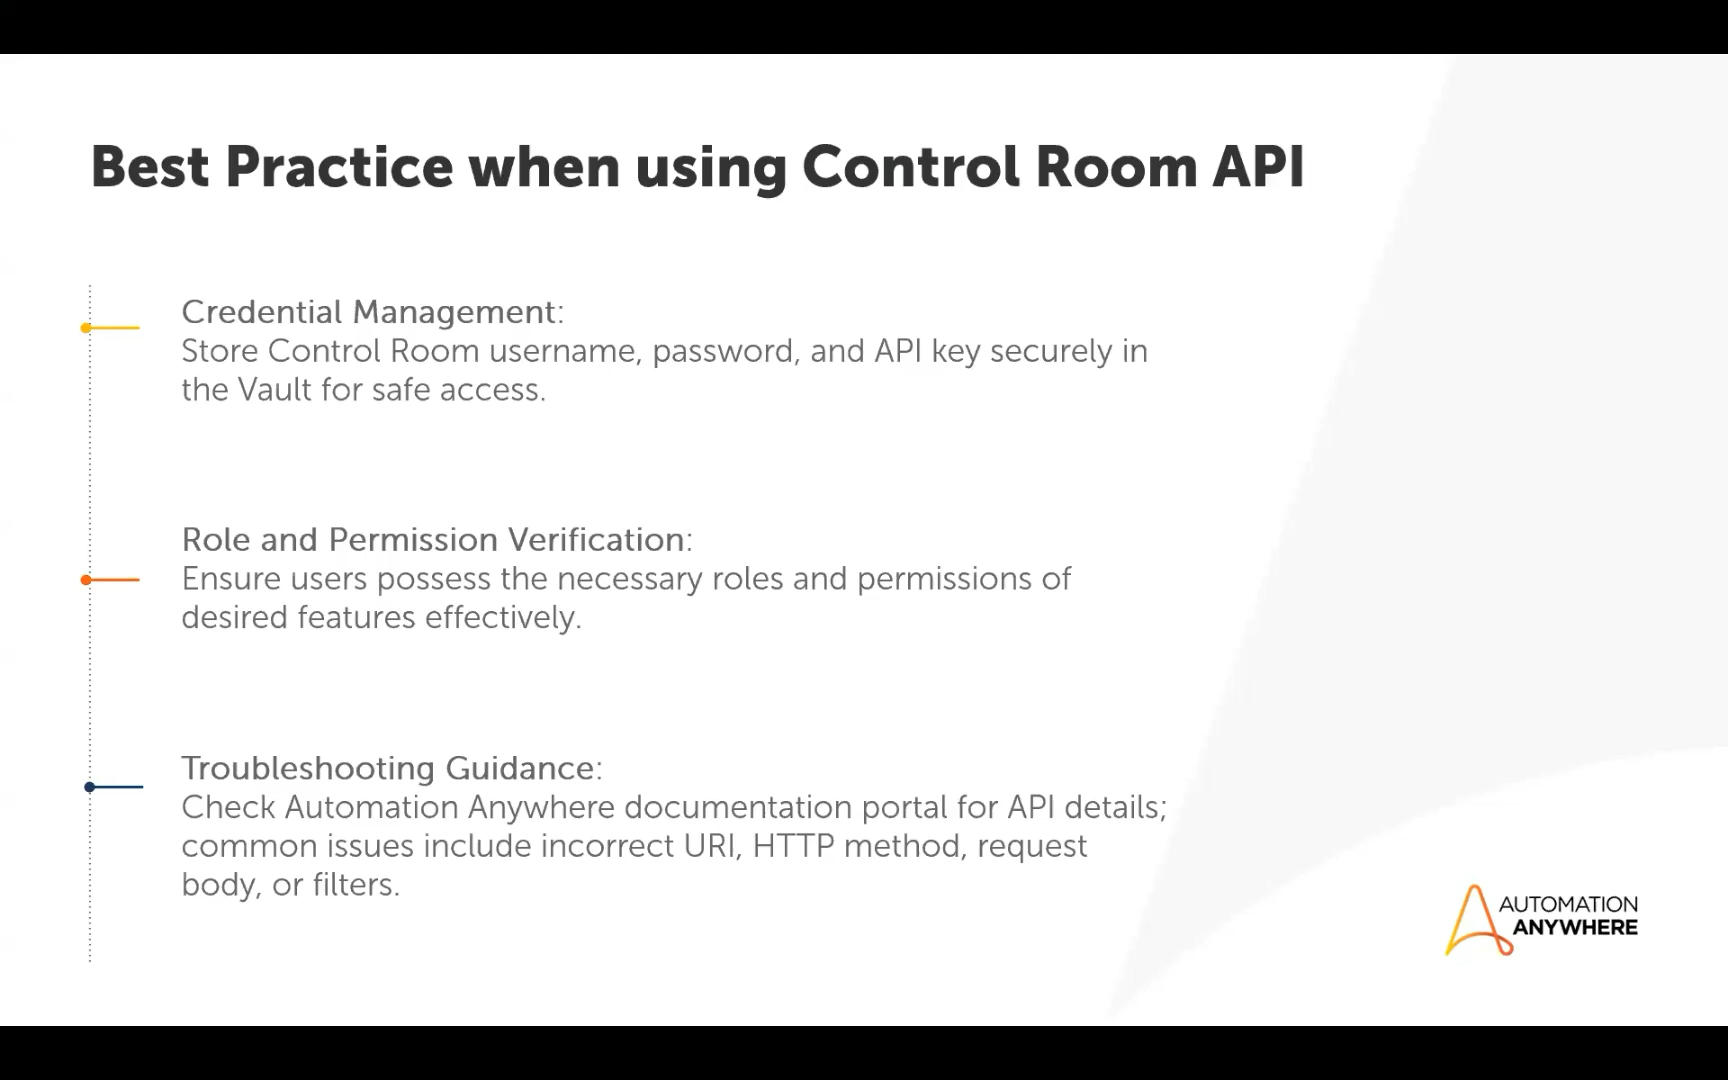 Best Practice when using Control Room API
Credential Management:
Store Control Room username, password, and API key securely in
the Vault for safe access.
Role and Permission Verification:
Ensure users possess the necessary roles and permissions of
desired features effectively.
Troubleshooting Guidance:
Check Automation Anywhere documentation portal for API details;
common issues include incorrect URI, HTTP method, request
body, or filters.
AUTOMATION
ANYWHERE